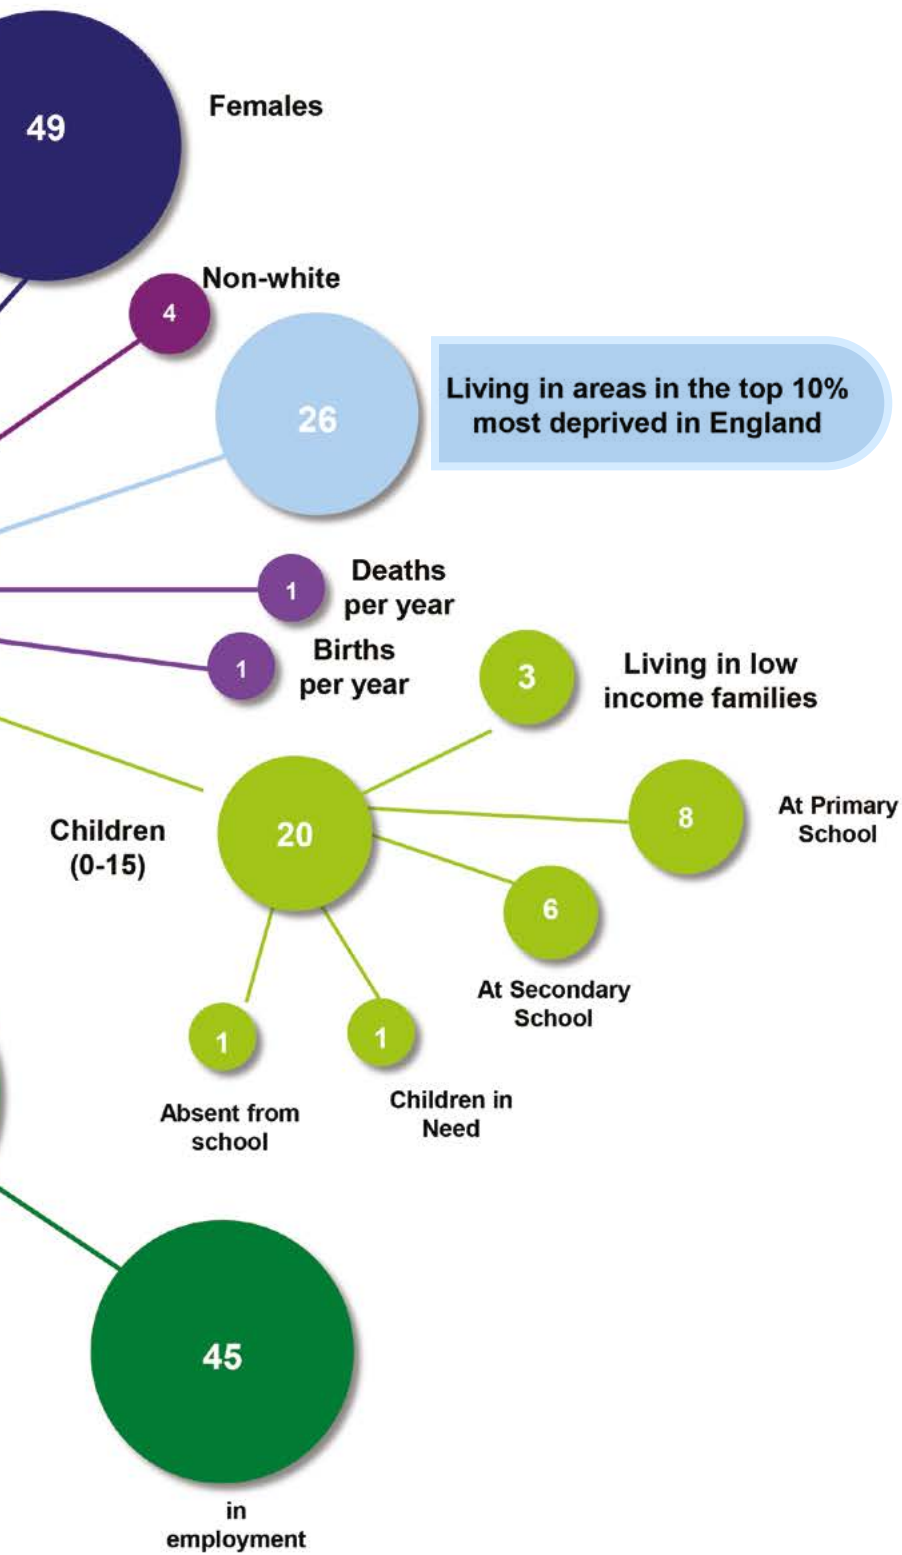 49
Females
Non-white
4
26
Living in areas in the top 10%
most deprived in England
1
Deaths
per year
1
Births
per year
3
Living in low
income families
Children
(0-15)
20
8
At Primary
School
6
At Secondary
School
1
Absent from
school
1
Children in
Need
45
in
employment